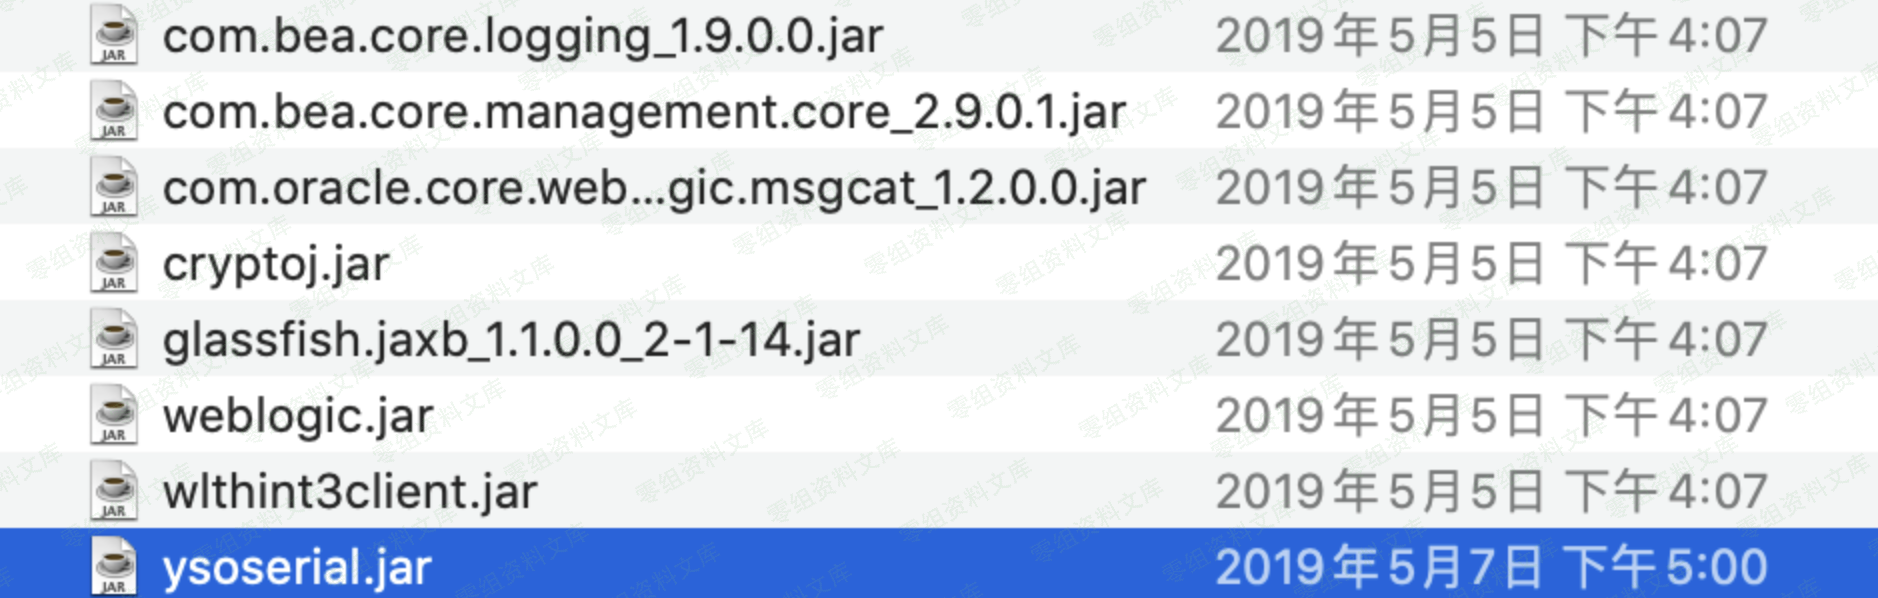 com.bea.core.logging_1.9.0.0.jar 2019年5月5日 下午4:07
com.bea.core.management.core_2.9.0.1.jar 2019年5月5日 下午4:07
com.oracle.core.web...gic.msgcat_1.2.0.0.jar 2019年5月5日 下午4:07
cryptoj.jar 2019年5月5日 下午4:07
glassfish.jaxb_1.1.0.0_2-1-14.jar 2019年5月5日 下午4:07
weblogic.jar 2019年5月5日 下午4:07
wlthint3client.jar 2019年5月5日 下午4:07
ysoserial.jar 2019年5月7日 下午5:00
JAR
JAR
JAR
JAR
JAR
JAR
JAR
JAR
零组资料文库